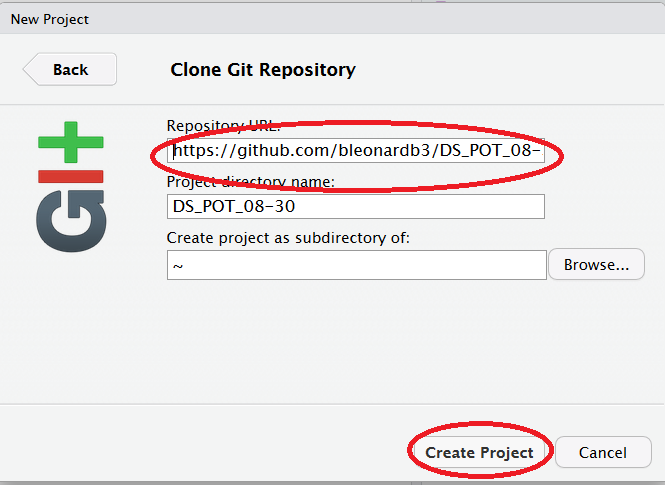 New Project
Back
Clone Git Repository
Repository URL:
https://github.com/bleonardb3/DS_POT_08-
Project directory name:
DS_POT_08-30
Create project as subdirectory of:
~
Browse...
GIt
Create Project
Cancel